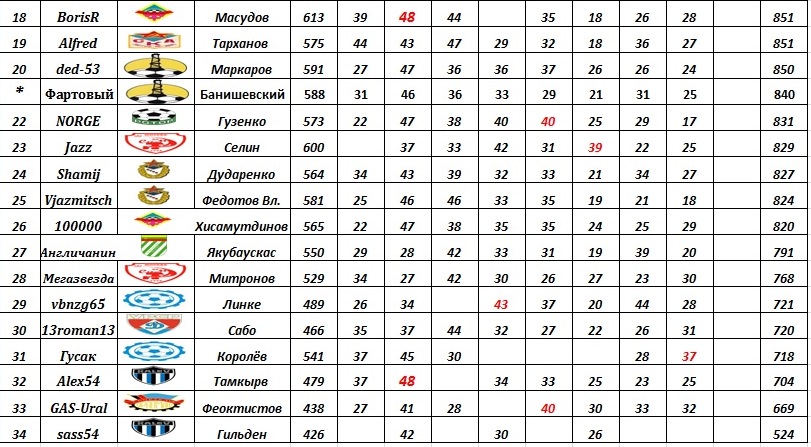 18 BorisR Масудов 613 39 48 44 35 18 26 28 851
19 Alfred Тарханов 575 44 43 47 29 32 18 36 27 851
20 ded-53 Маркаров 591 27 47 36 36 37 26 26 24 850
* Фартовый Банишевский 588 31 46 36 33 29 21 31 25 840
22 NORGE Гузенко 573 22 47 38 40 40 25 29 17 831
23 Jazz Селин 600 37 33 42 31 39 22 25 829
24 Shamij Дударенко 564 34 43 39 32 33 21 34 27 827
25 Vjazmitsch Федотов Вл. 581 25 46 46 33 35 19 21 18 824
26 100000 Хисамутдинов 565 22 47 38 35 35 24 25 29 820
27 Англичанин Якубаускас 550 29 28 42 33 31 19 39 20 791
28 Мегазвезда Митронов 529 34 27 42 30 26 27 23 30 768
29 vbnzg65 Линке 489 26 34 43 37 20 44 28 721
30 13roman13 Сабо 466 35 37 44 32 27 22 26 31 720
31 Гусак Королёв 541 37 45 30 28 37 718
32 Alex54 Тамкырв 479 37 48 34 33 25 23 25 704
33 GAS-Ural Феоктистов 438 27 41 28 40 30 33 32 669
34 sass54 Гильден 426 42 30 26 524